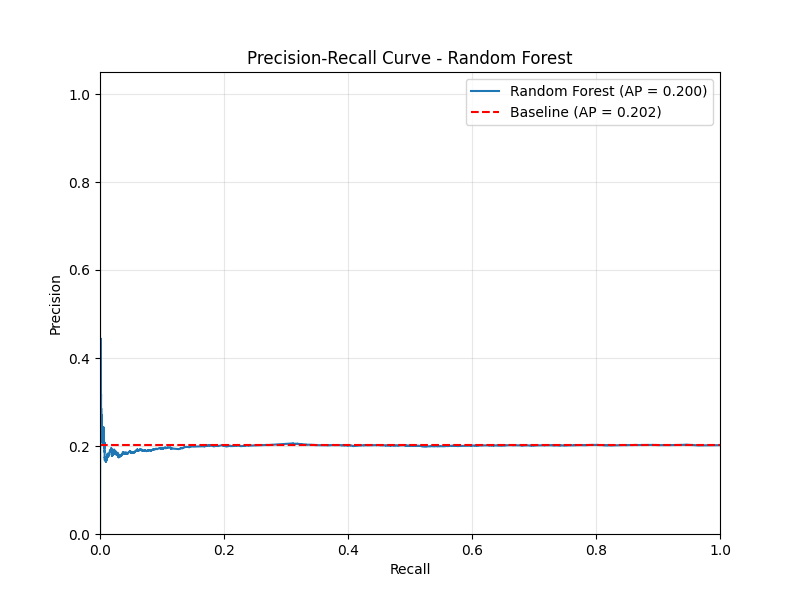 Precision-Recall Curve - Random Forest
Random Forest (AP = 0.200)
Baseline (AP = 0.202)
Precision
1.0
0.8
0.6
0.4
0.2
0.0
0.0 0.2 0.4 0.6 0.8 1.0
Recall